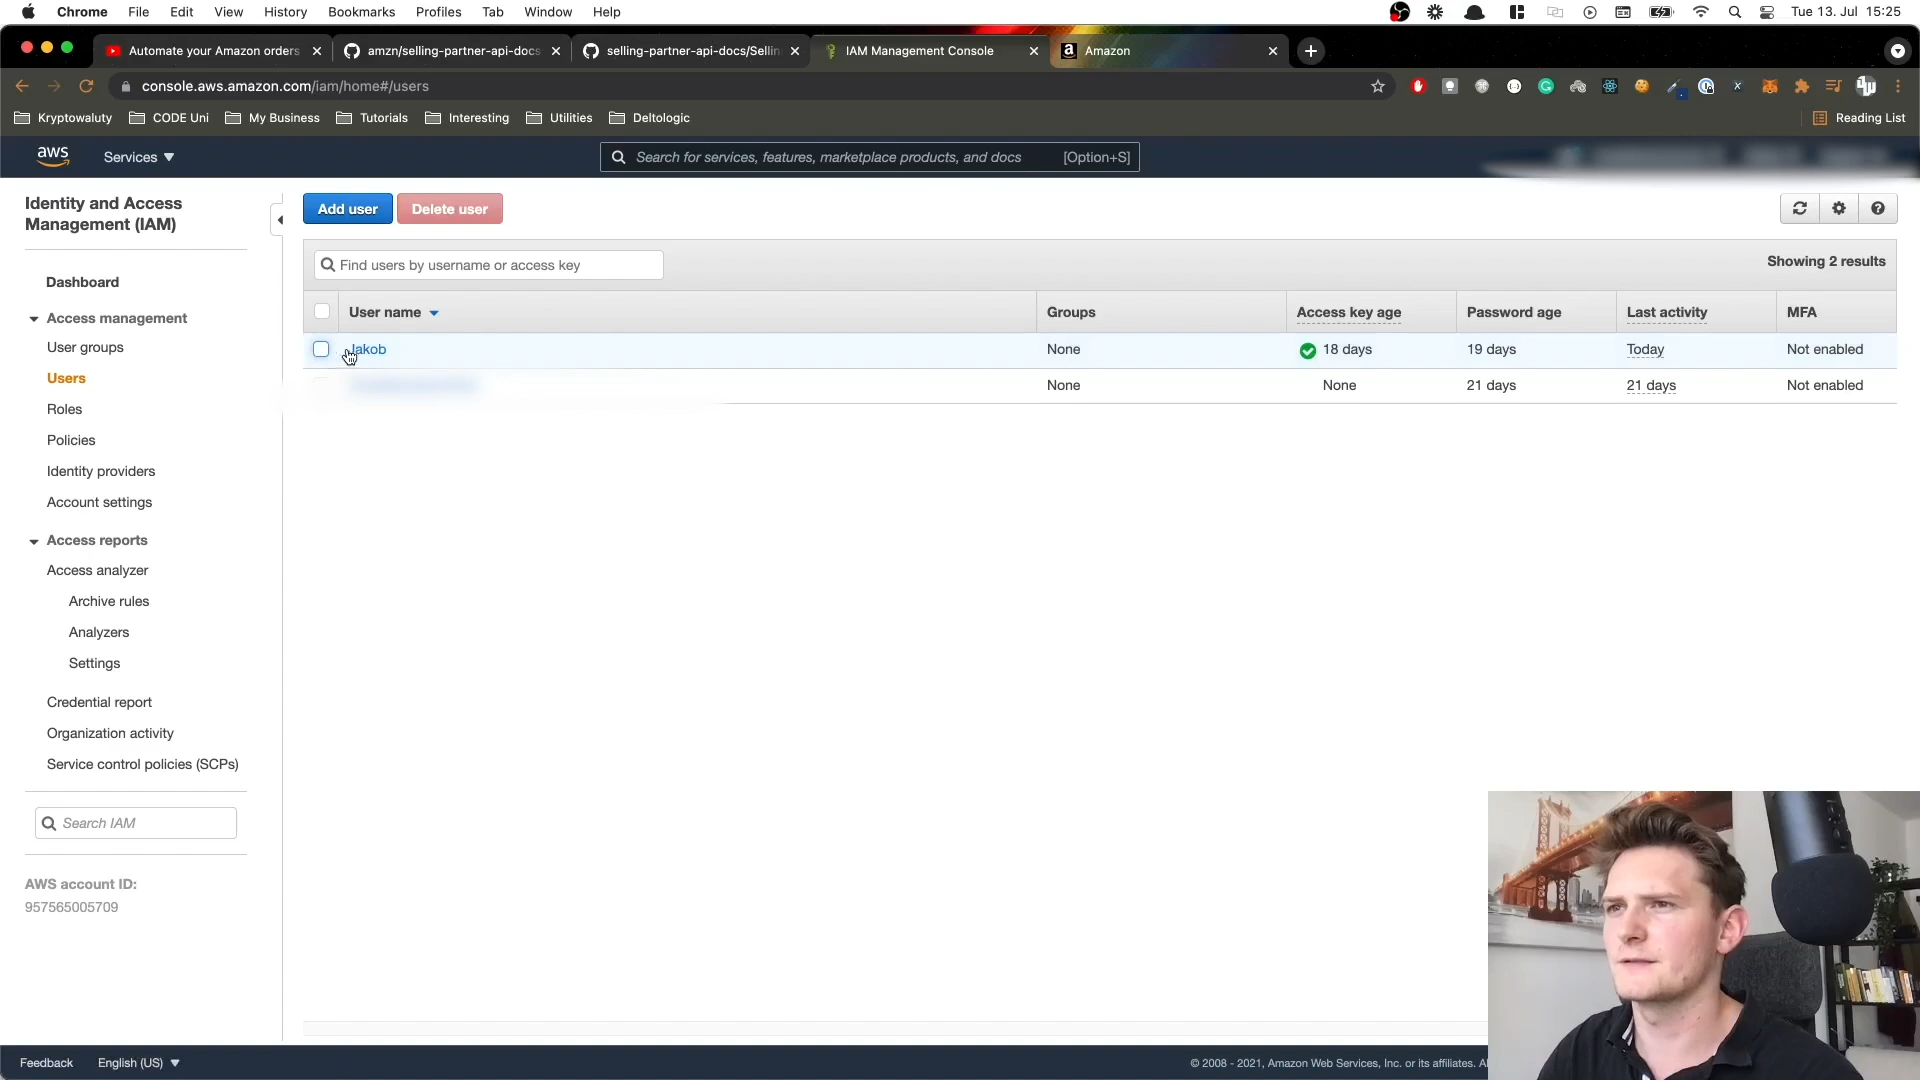 Chrome File Edit View History Bookmarks Profiles Tab Window Help Tue 13. Jul 15:25
Automate your Amazon orders amzn/selling-partner-api-docs selling-partner-api-docs/Sellin IAM Management Console Amazon
console.aws.amazon.com/iam/home#/users
Kryptowaluty CODE Uni My Business Tutorials Interesting Utilities Deltologic Reading List
aws Services Search for services, features, marketplace products, and docs [Option+S]
Identity and Access
Management (IAM)
Add user Delete user
Find users by username or access key Showing 2 results
User name Groups Access key age Password age Last activity MFA
Jakob None 18 days 19 days Today Not enabled
None None 21 days 21 days Not enabled
Dashboard
Access management
User groups
Users
Roles
Policies
Identity providers
Account settings
Access reports
Access analyzer
Archive rules
Analyzers
Settings
Credential report
Organization activity
Service control policies (SCPs)
Search IAM
AWS account ID:
957565005709
Feedback English (US) © 2008 - 2021, Amazon Web Services, Inc. or its affiliates.